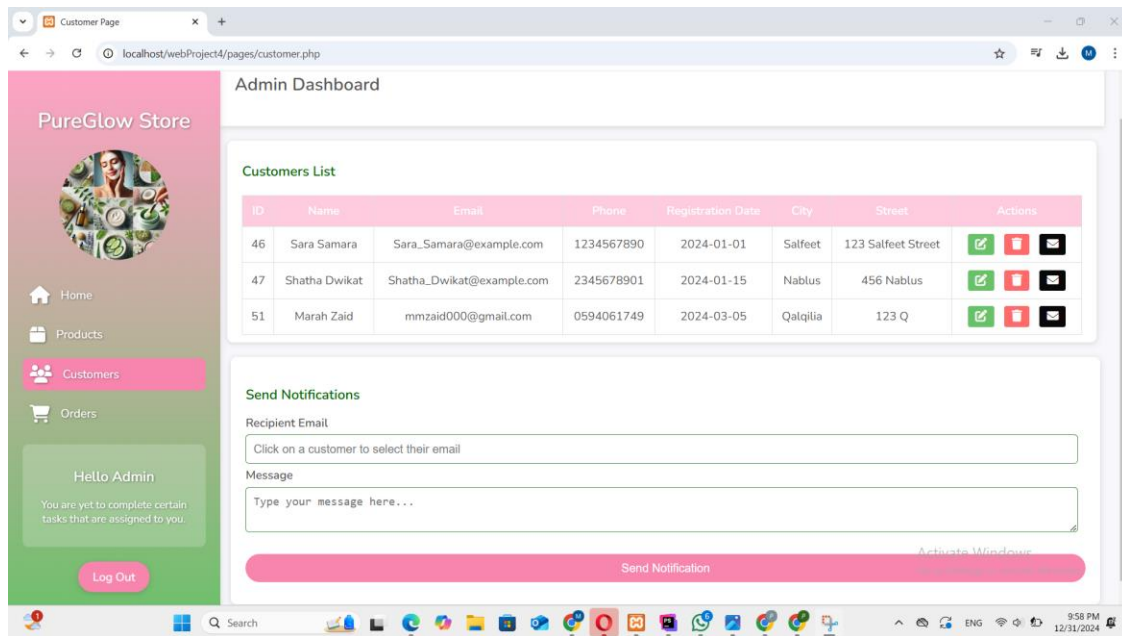 Customer Page
localhost/webProject4/pages/customer.php
M
PureGlow Store
Home
Products
Customers
Orders
Hello Admin
You are yet to complete certain
tasks that are assigned to you.
Log Out
Admin Dashboard
Customers List
ID Name Email Phone Registration Date City Street Actions
46 Sara Samara Sara_Samara@example.com 1234567890 2024-01-01 Salfeet 123 Salfeet Street
47 Shatha Dwikat Shatha_Dwikat@example.com 2345678901 2024-01-15 Nablus 456 Nablus
51 Marah Zaid mmzaid000@gmail.com 0594061749 2024-03-05 Qalqilia 123 Q
Send Notifications
Recipient Email
Click on a customer to select their email
Message
Type your message here...
Activate Windows
Send Notification
1
Search
ENG
9:58 PM
12/31/2024